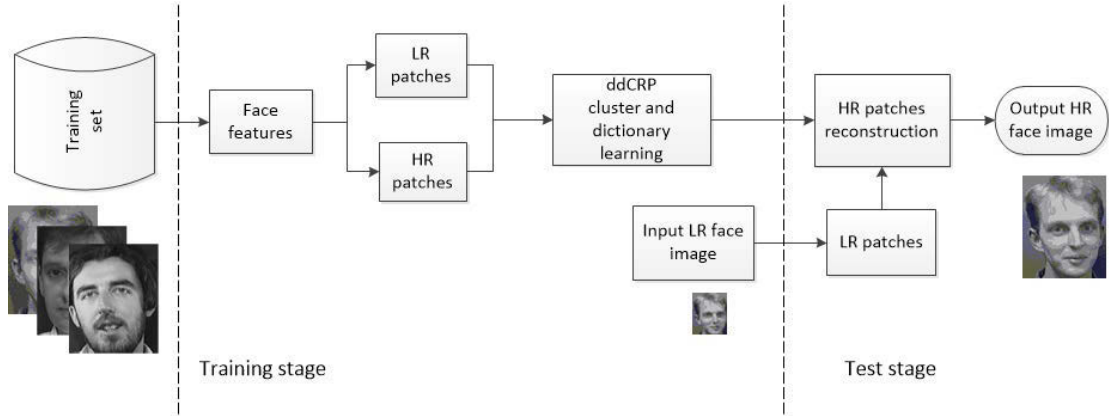 Training
set
Face
features
LR
patches
HR
patches
ddCRP
cluster and
dictionary
learning
HR patches
reconstruction
Output HR
face image
Input LR face
image
LR patches
Training stage
Test stage